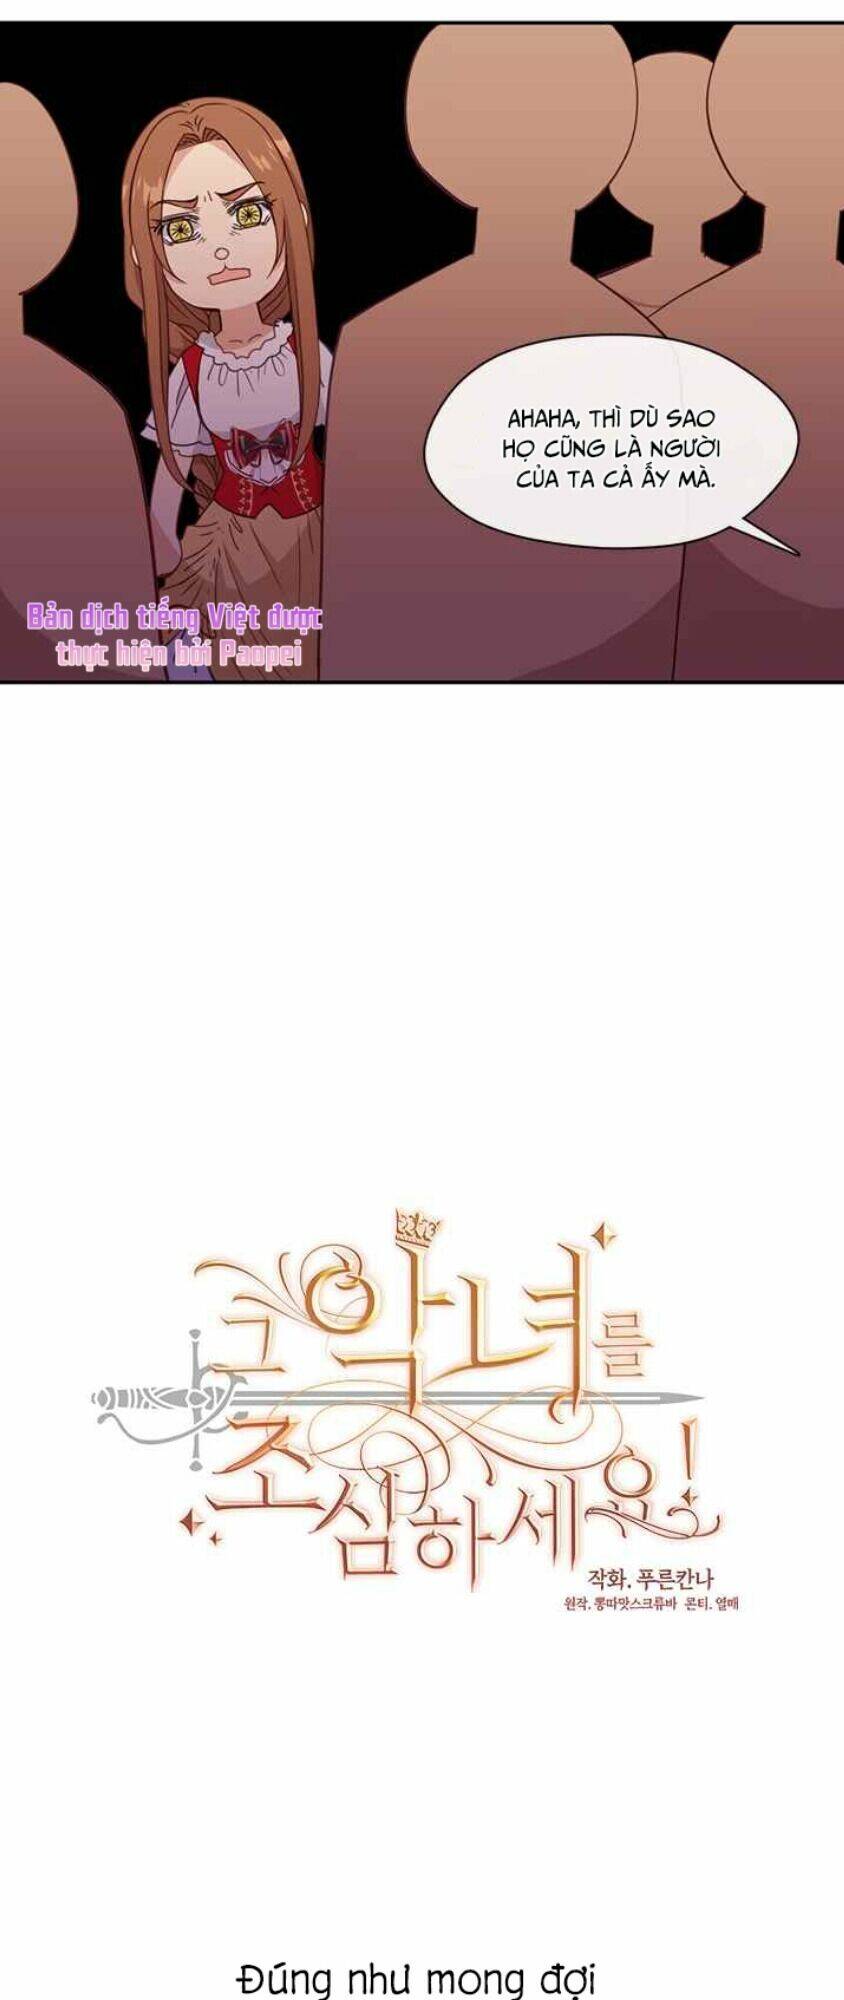 AHAHA, THÌ DÙ SAO
HỌ CŨNG LÀ NGƯỜI
CỦA TA CẢ ẤY MÀ.
Bản dịch tiếng Việt được
thực hiện bởi Paopei
그 악녀를
조심하세요!
작화. 푸른칸나
원작. 뽕따맛스크류바 콘티. 열매
Đúng như mong đợi